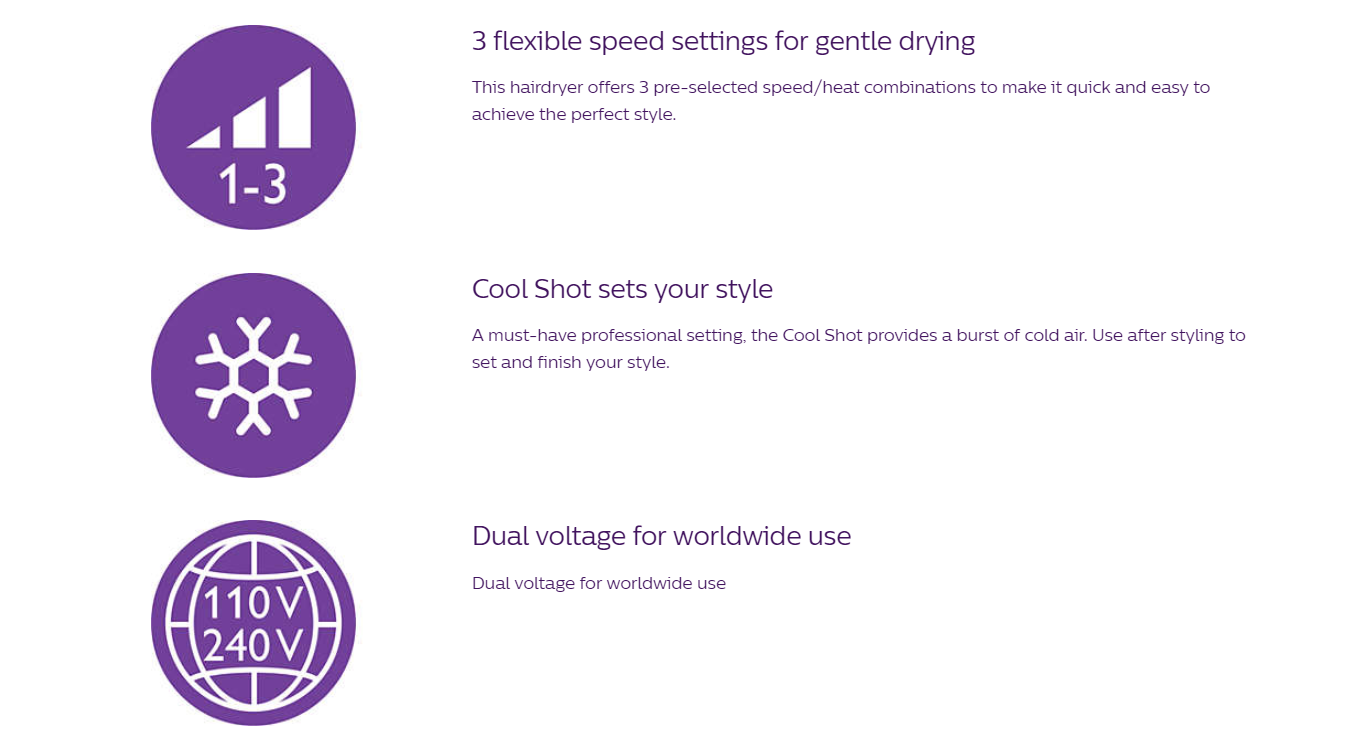 3 flexible speed settings for gentle drying
This hairdryer offers 3 pre-selected speed/heat combinations to make it quick and easy to
achieve the perfect style.
1-3
Cool Shot sets your style
A must-have professional setting, the Cool Shot provides a burst of cold air. Use after styling to
set and finish your style.
Dual voltage for worldwide use
Dual voltage for worldwide use
110V
240V